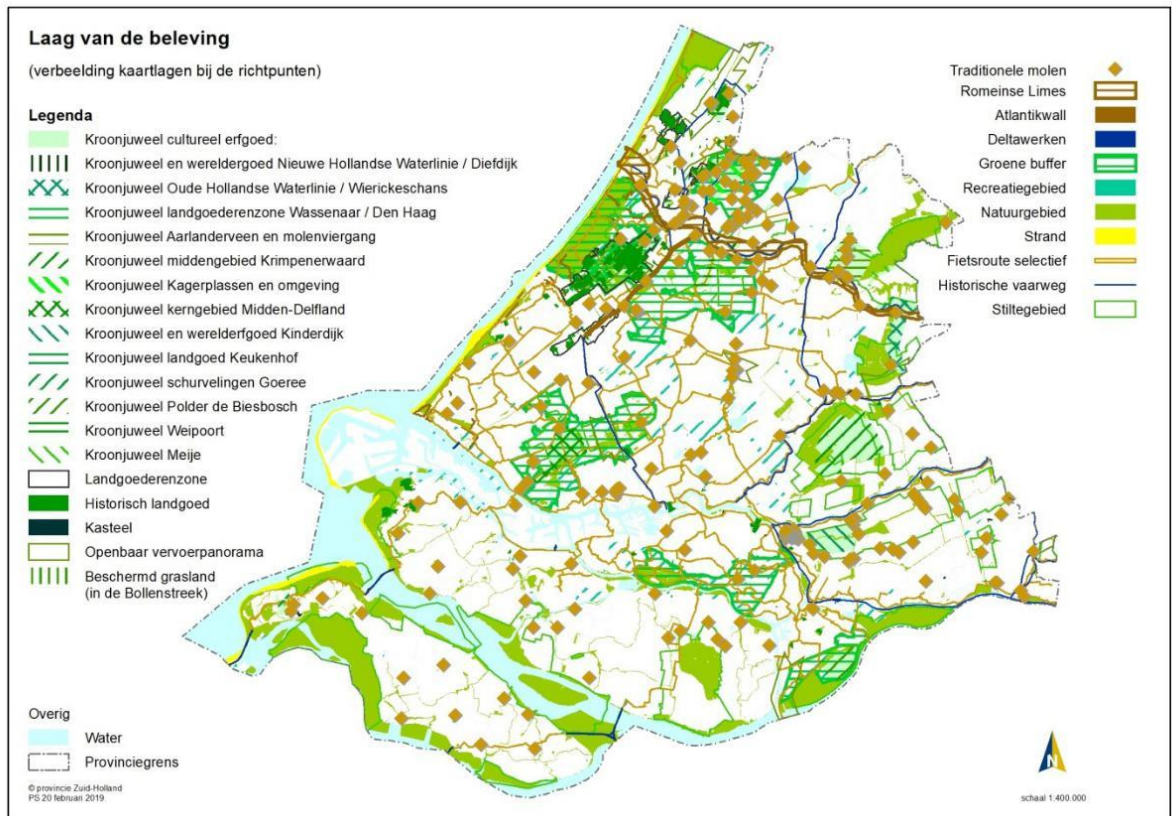 Laag van de beleving
(verbeelding kaartlagen bij de richtpunten)
Legenda
Kroonjuweel cultureel erfgoed:
Kroonjuweel en wereldergoed Nieuwe Hollandse Waterlinie / Diefdijk
Kroonjuweel Oude Hollandse Waterlinie / Wierickeschans
Kroonjuweel landgoederenzone Wassenaar / Den Haag
Kroonjuweel Aarlanderveen en molenviergang
Kroonjuweel middengebied Krimpenerwaard
Kroonjuweel Kagerplassen en omgeving
Kroonjuweel kerngebied Midden-Delfland
Kroonjuweel en werelderfgoed Kinderdijk
Kroonjuweel landgoed Keukenhof
Kroonjuweel schurvelingen Goeree
Kroonjuweel Polder de Biesbosch
Kroonjuweel Weipoort
Kroonjuweel Meije
Landgoederenzone
Historisch landgoed
Kasteel
Openbaar vervoerpanorama
Beschermd grasland
(in de Bollenstreek)
Overig
Water
Provinciegrens
© provincie Zuid-Holland
PS 20 februari 2019
Traditionele molen
Romeinse Limes
Atlantikwall
Deltawerken
Groene buffer
Recreatiegebied
Natuurgebied
Strand
Fietsroute selectief
Historische vaarweg
Stiltegebied
N
schaal 1:400.000